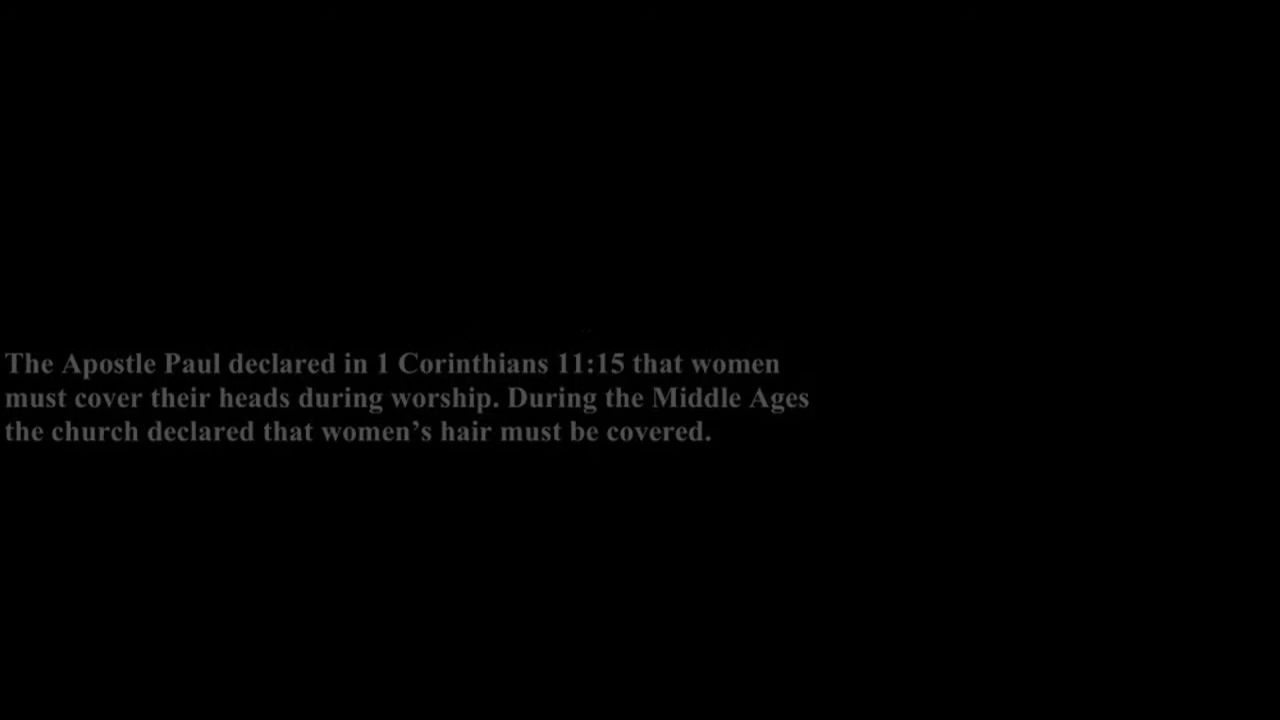 The Apostle Paul declared in 1 Corinthians 11:15 that women
must cover their heads during worship. During the Middle Ages
the church declared that women’s hair must be covered.